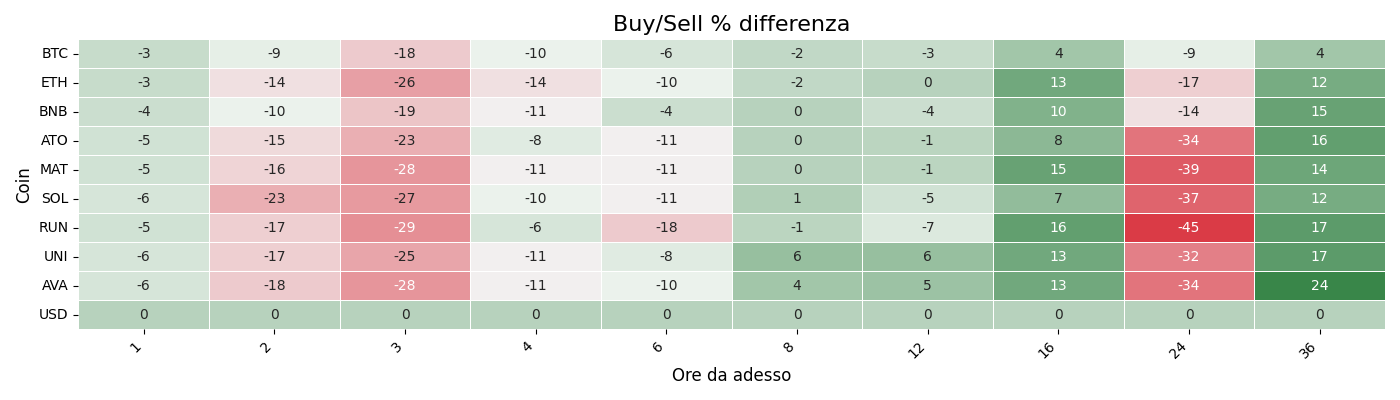 Buy/Sell % differenza
Coin
BTC -3 -9 -18 -10 -6 -2 -3 4 -9 4
ETH -3 -14 -26 -14 -10 -2 0 13 -17 12
BNB -4 -10 -19 -11 -4 0 -4 10 -14 15
ATO -5 -15 -23 -8 -11 0 -1 8 -34 16
MAT -5 -16 -28 -11 -11 0 -1 15 -39 14
SOL -6 -23 -27 -10 -11 1 -5 7 -37 12
RUN -5 -17 -29 -6 -18 -1 -7 16 -45 17
UNI -6 -17 -25 -11 -8 6 6 13 -32 17
AVA -6 -18 -28 -11 -10 4 5 13 -34 24
USD 0 0 0 0 0 0 0 0 0 0
1 2 3 4 6 8 12 16 24 36
Ore da adesso